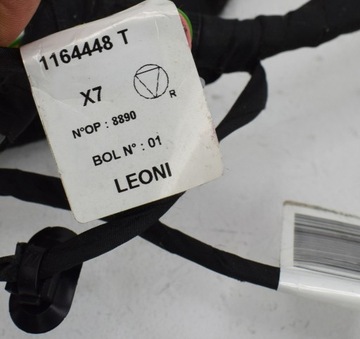 1164448 T
X7
R
N°OP : 8890
BOL N° : 01
LEONI